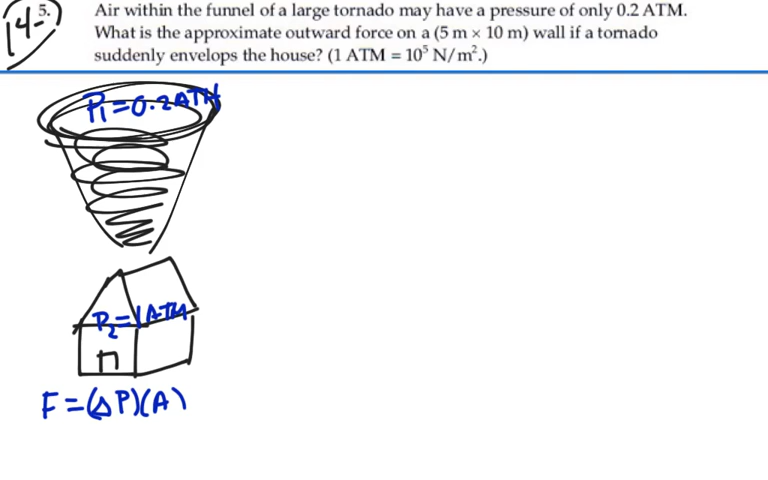 14-
5. Air within the funnel of a large tornado may have a pressure of only 0.2 ATM.
What is the approximate outward force on a (5 m × 10 m) wall if a tornado
suddenly envelops the house? (1 ATM = 10⁵ N/m².)
P₁=0.2ATM
P₂=1ATM
F=(ΔP)(A)